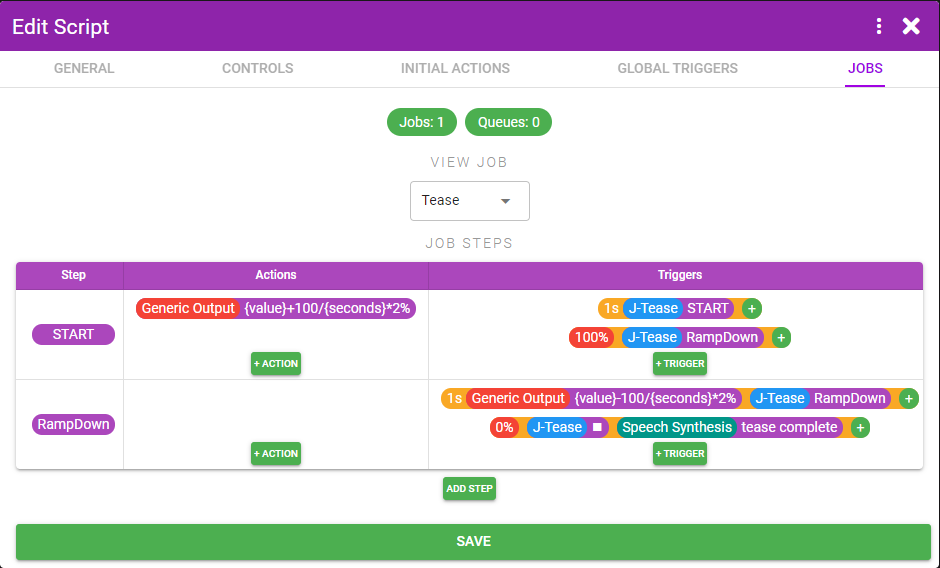 Edit Script
GENERAL CONTROLS INITIAL ACTIONS GLOBAL TRIGGERS JOBS
Jobs: 1 Queues: 0
VIEW JOB
Tease
JOB STEPS
Step Actions Triggers
START
Generic Output {value}+100/{seconds}*2%
+ ACTION
1s J-Tease START +
100% J-Tease RampDown +
+ TRIGGER
RampDown
+ ACTION
1s Generic Output {value}-100/{seconds}*2% J-Tease RampDown +
0% J-Tease Speech Synthesis tease complete +
+ TRIGGER
ADD STEP
SAVE